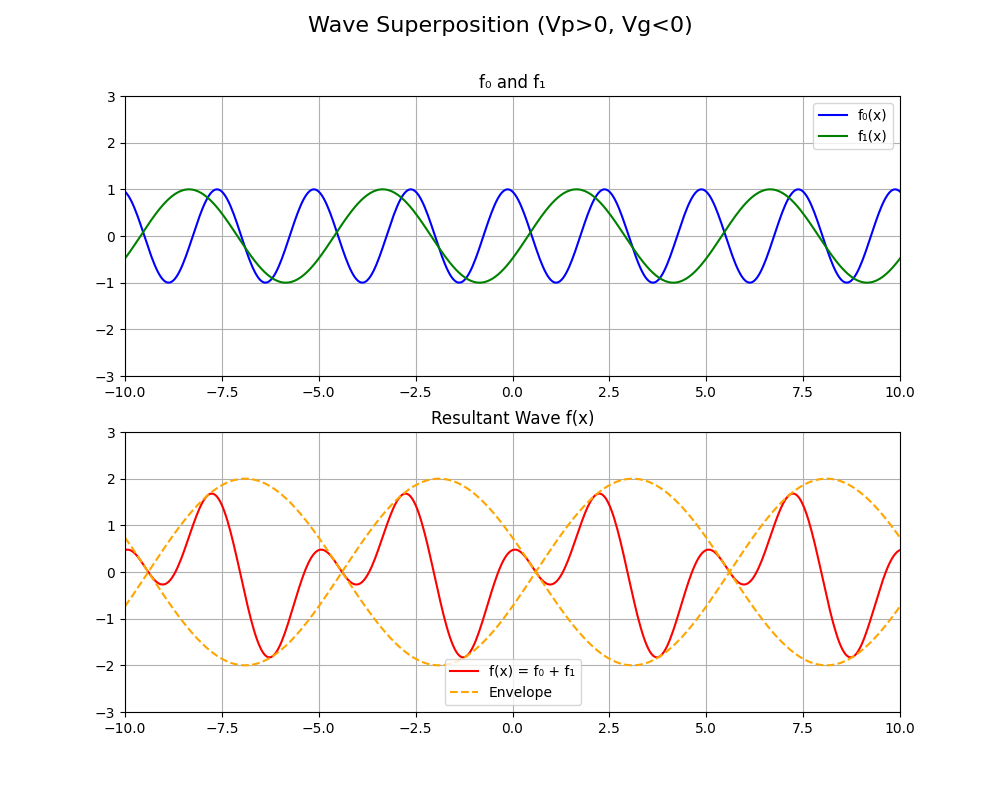 Wave Superposition (Vp>0, Vg<0)
f₀ and f₁
3
2
1
0
−1
−2
−3
f₀(x)
f₁(x)
−10.0 −7.5 −5.0 −2.5 0.0 2.5 5.0 7.5 10.0
Resultant Wave f(x)
3
2
1
0
−1
−2
−3
f(x) = f₀ + f₁
Envelope
−10.0 −7.5 −5.0 −2.5 0.0 2.5 5.0 7.5 10.0